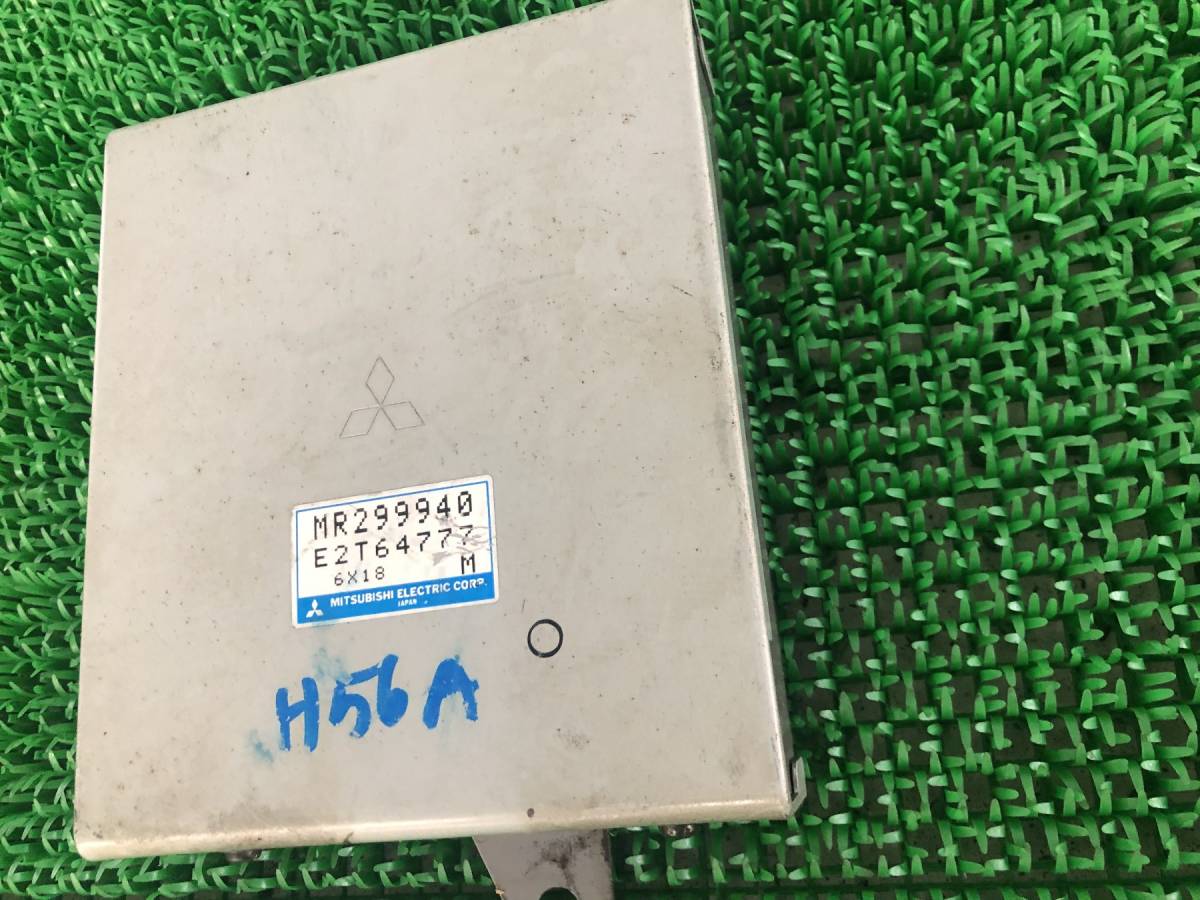 MR299940
E2T64777
6X18 M
MITSUBISHI ELECTRIC CORP.
JAPAN
H56A